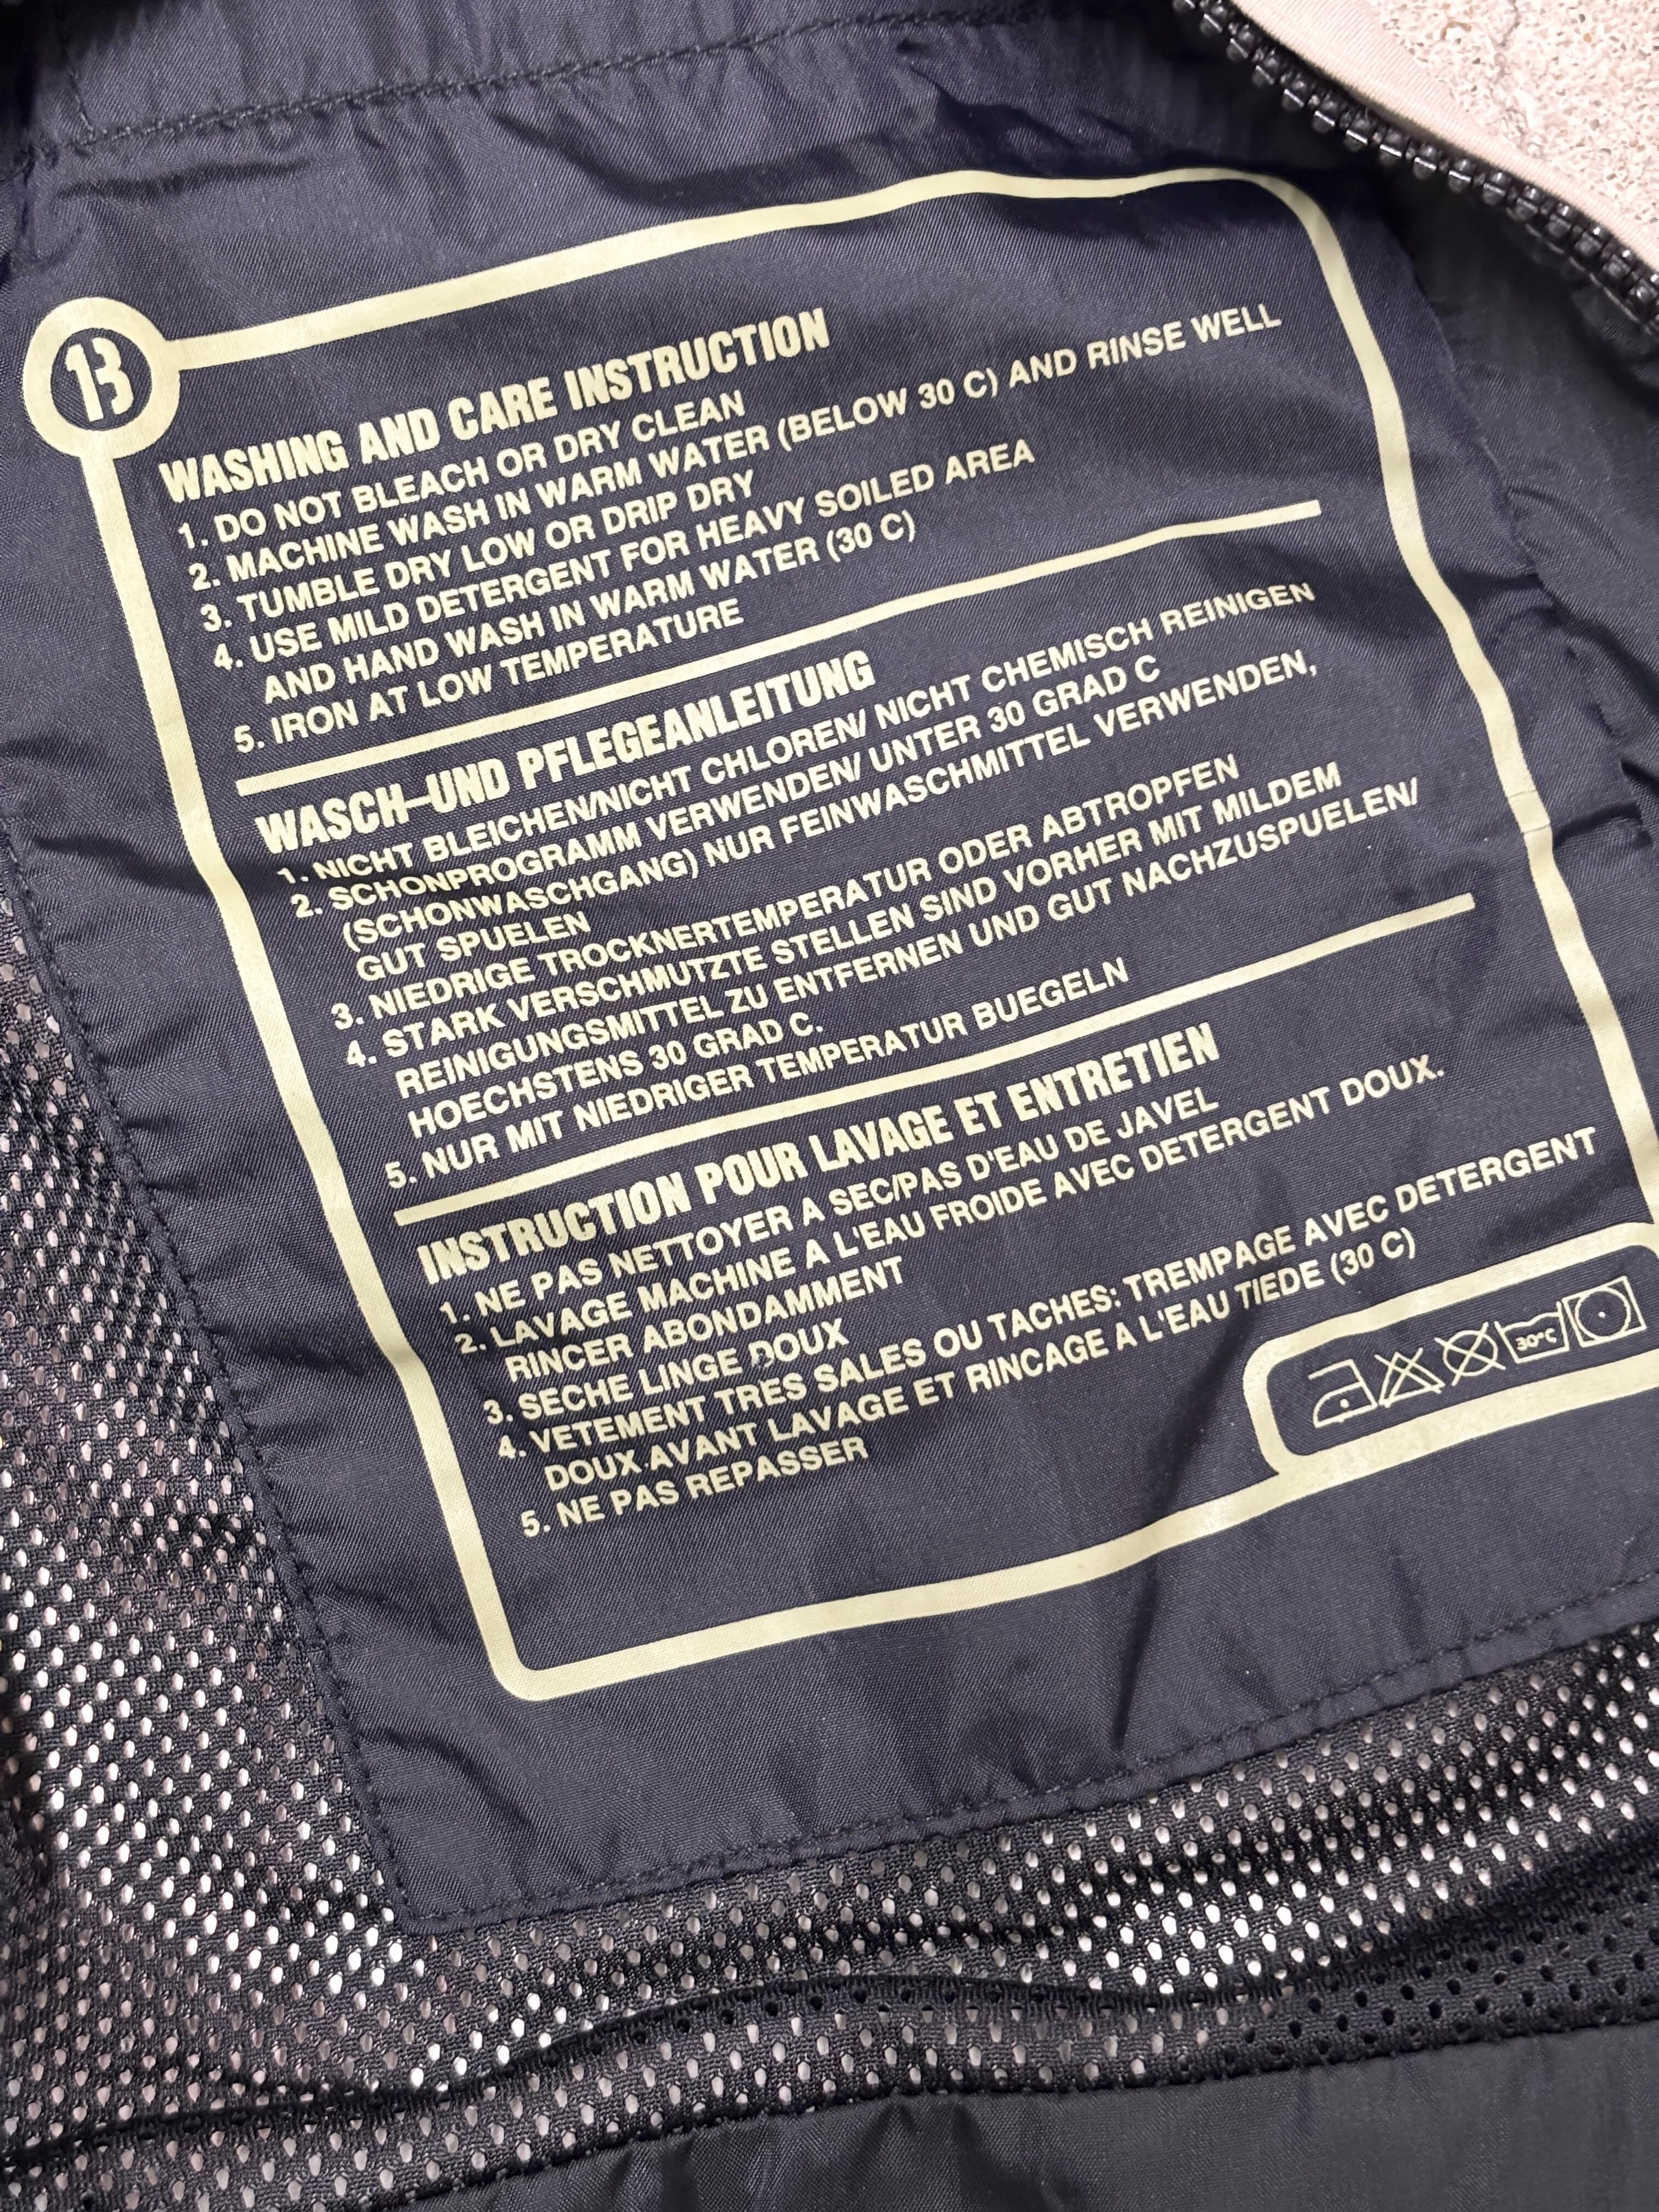 13
WASHING AND CARE INSTRUCTION
1. DO NOT BLEACH OR DRY CLEAN
2. MACHINE WASH IN WARM WATER (BELOW 30 C) AND RINSE WELL
3. TUMBLE DRY LOW OR DRIP DRY
4. USE MILD DETERGENT FOR HEAVY SOILED AREA
AND HAND WASH IN WARM WATER (30 C)
5. IRON AT LOW TEMPERATURE
WASCH-UND PFLEGEANLEITUNG
1. NICHT BLEICHEN/NICHT CHLOREN/ NICHT CHEMISCH REINIGEN
2. SCHONPROGRAMM VERWENDEN/ UNTER 30 GRAD C
(SCHONWASCHGANG) NUR FEINWASCHMITTEL VERWENDEN,
GUT SPUELEN
3. NIEDRIGE TROCKNERTEMPERATUR ODER ABTROPFEN
4. STARK VERSCHMUTZTE STELLEN SIND VORHER MIT MILDEM
REINIGUNGSMITTEL ZU ENTFERNEN UND GUT NACHZUSPUELEN/
HOECHSTENS 30 GRAD C.
5. NUR MIT NIEDRIGER TEMPERATUR BUEGELN
INSTRUCTION POUR LAVAGE ET ENTRETIEN
1. NE PAS NETTOYER A SEC/PAS D'EAU DE JAVEL
2. LAVAGE MACHINE A L'EAU FROIDE AVEC DETERGENT DOUX.
RINCER ABONDAMMENT
3. SECHE LINGE DOUX
4. VETEMENT TRES SALES OU TACHES: TREMPAGE AVEC DETERGENT
DOUX.AVANT LAVAGE ET RINCAGE A L'EAU TIEDE (30 C)
5. NE PAS REPASSER
30°C